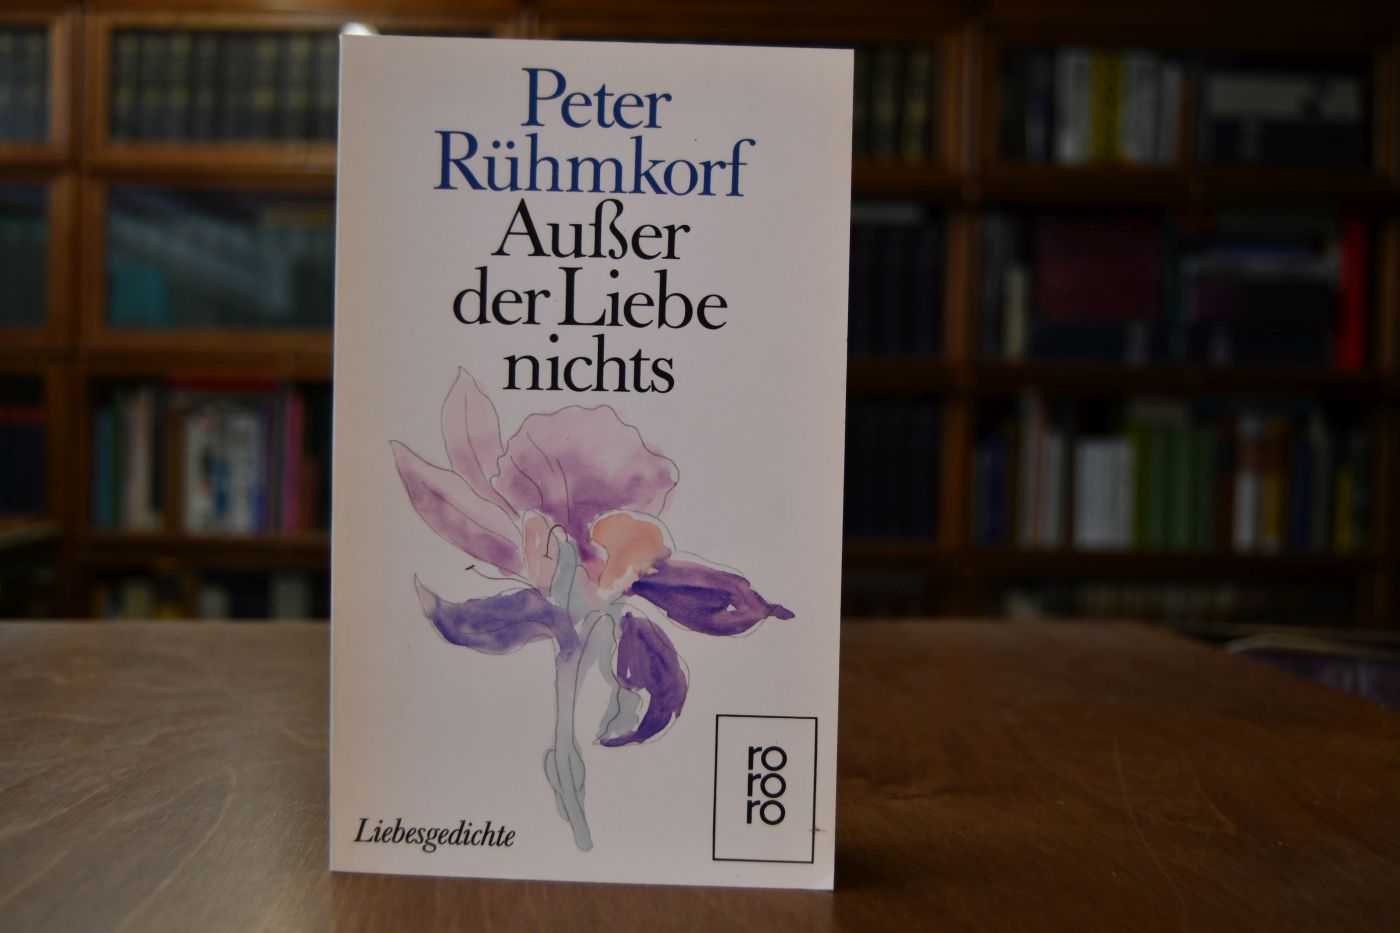 Peter
Rühmkorf
Außer
der Liebe
nichts
Liebesgedichte
ro
ro
ro